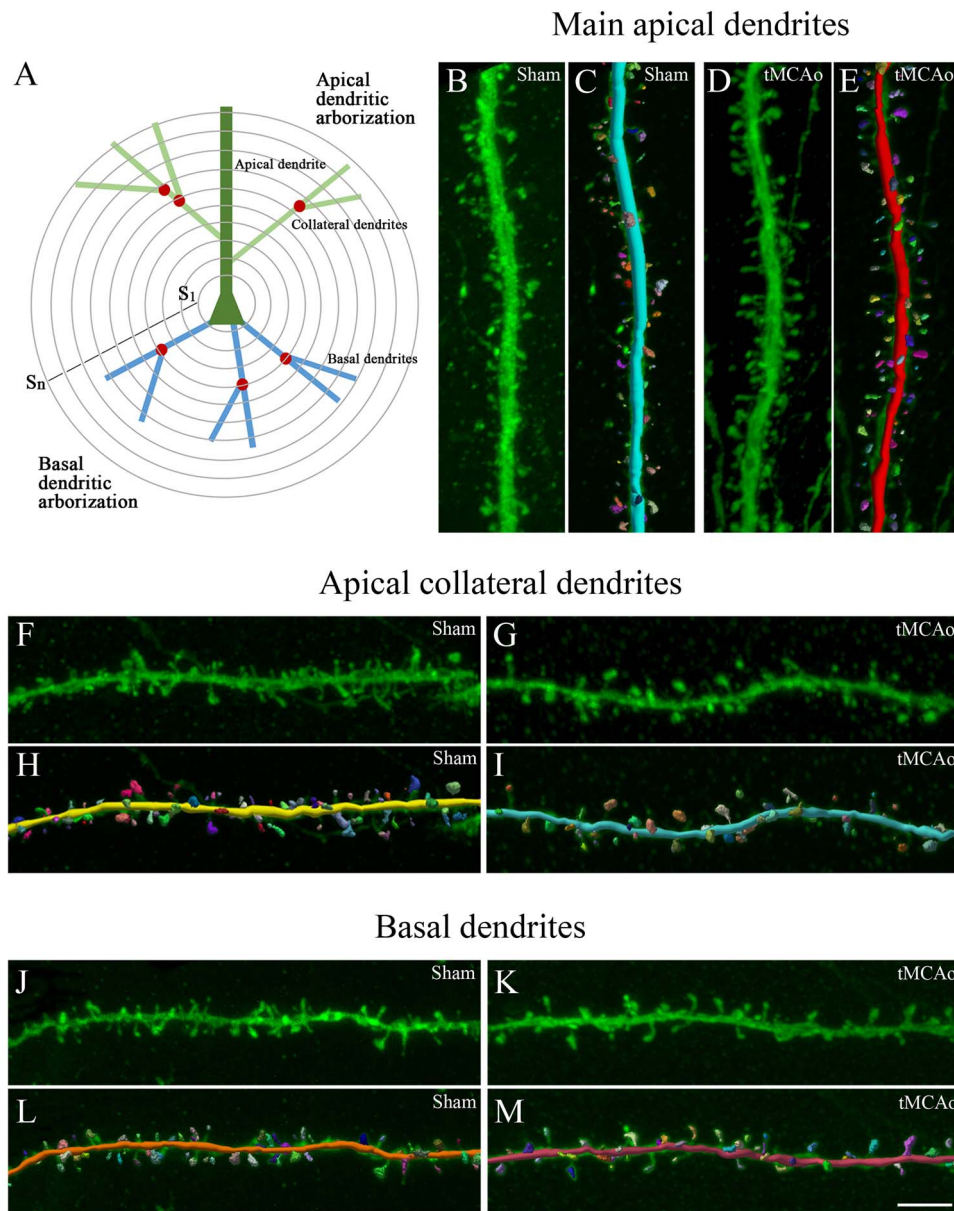 Main apical dendrites
A
Apical
dendritic
arborization
Apical dendrite
Collateral dendrites
S1
Sn
Basal dendrites
Basal
dendritic
arborization
B Sham
C Sham
D tMCAo
E tMCAo
Apical collateral dendrites
F Sham
G tMCAo
H Sham
I tMCAo
Basal dendrites
J Sham
K tMCAo
L Sham
M tMCAo